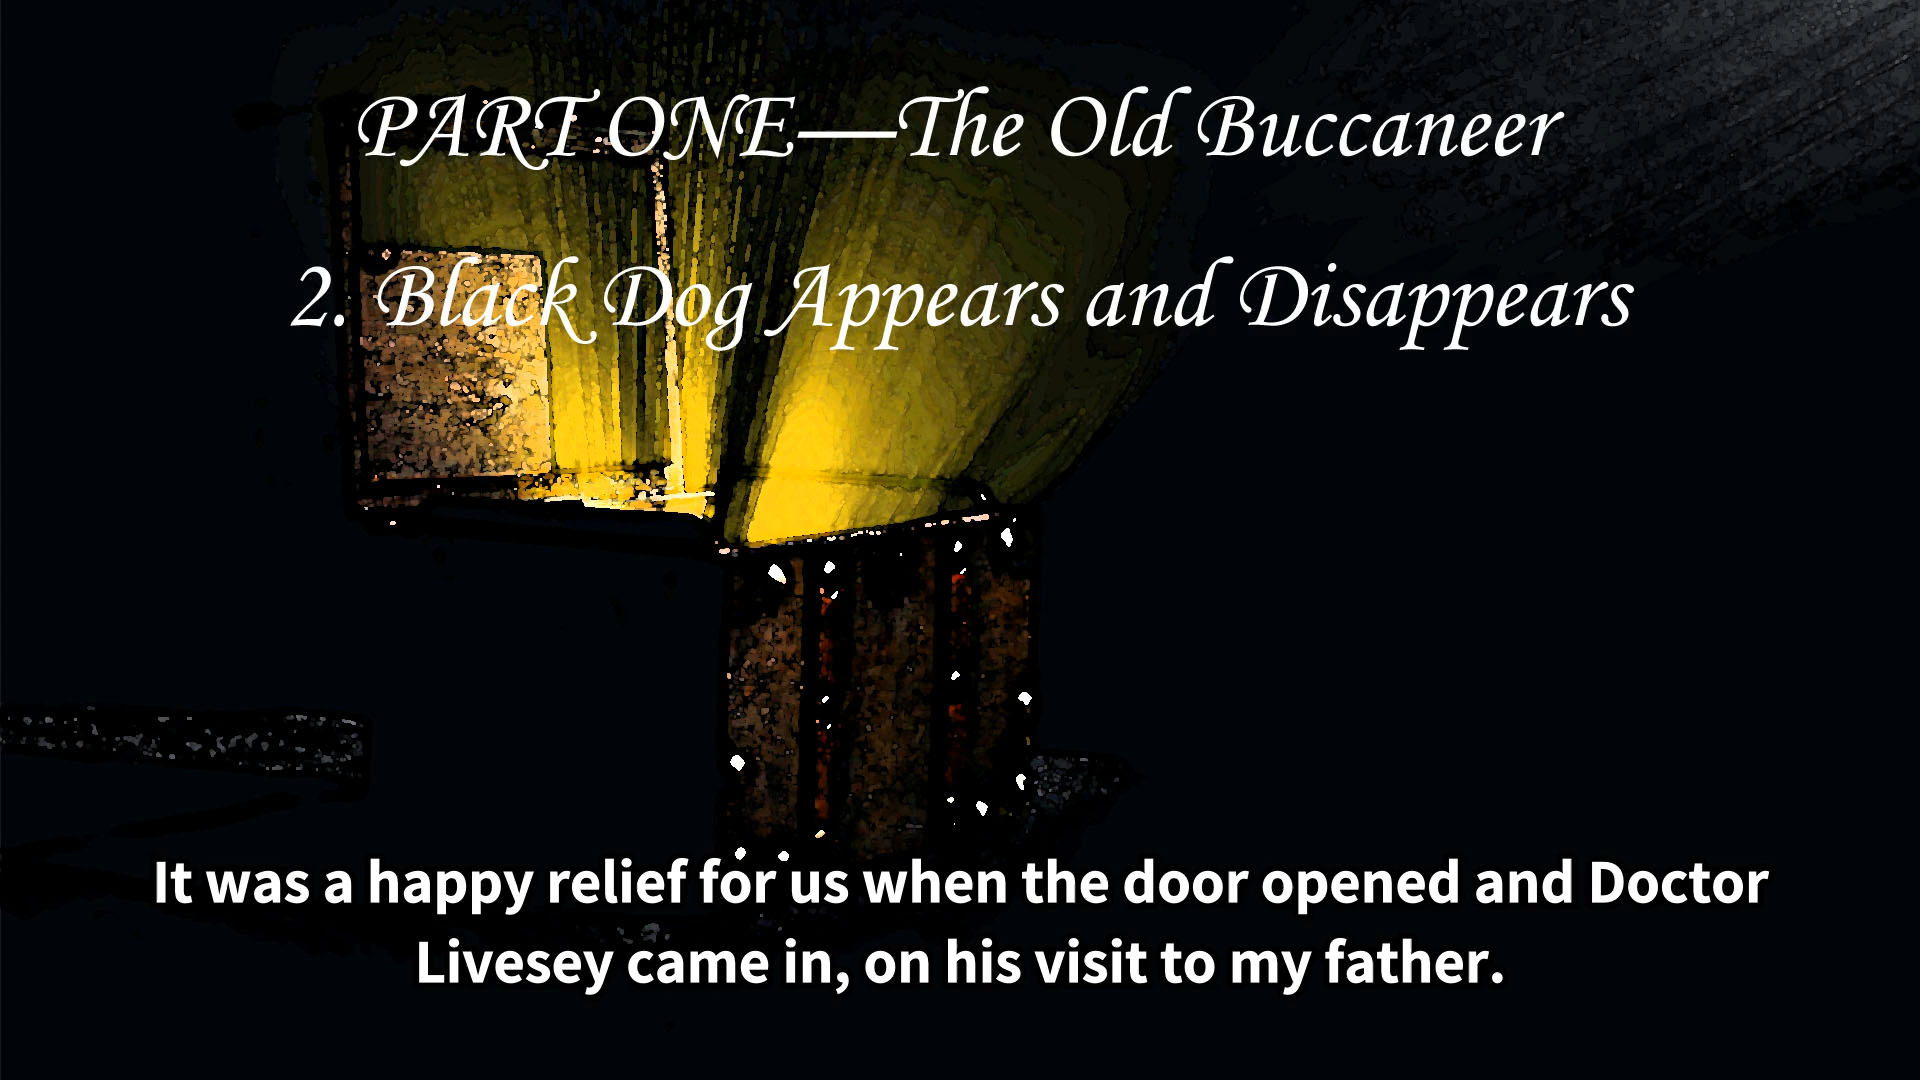 PART ONE—The Old Buccaneer
2. Black Dog Appears and Disappears
It was a happy relief for us when the door opened and Doctor
Livesey came in, on his visit to my father.